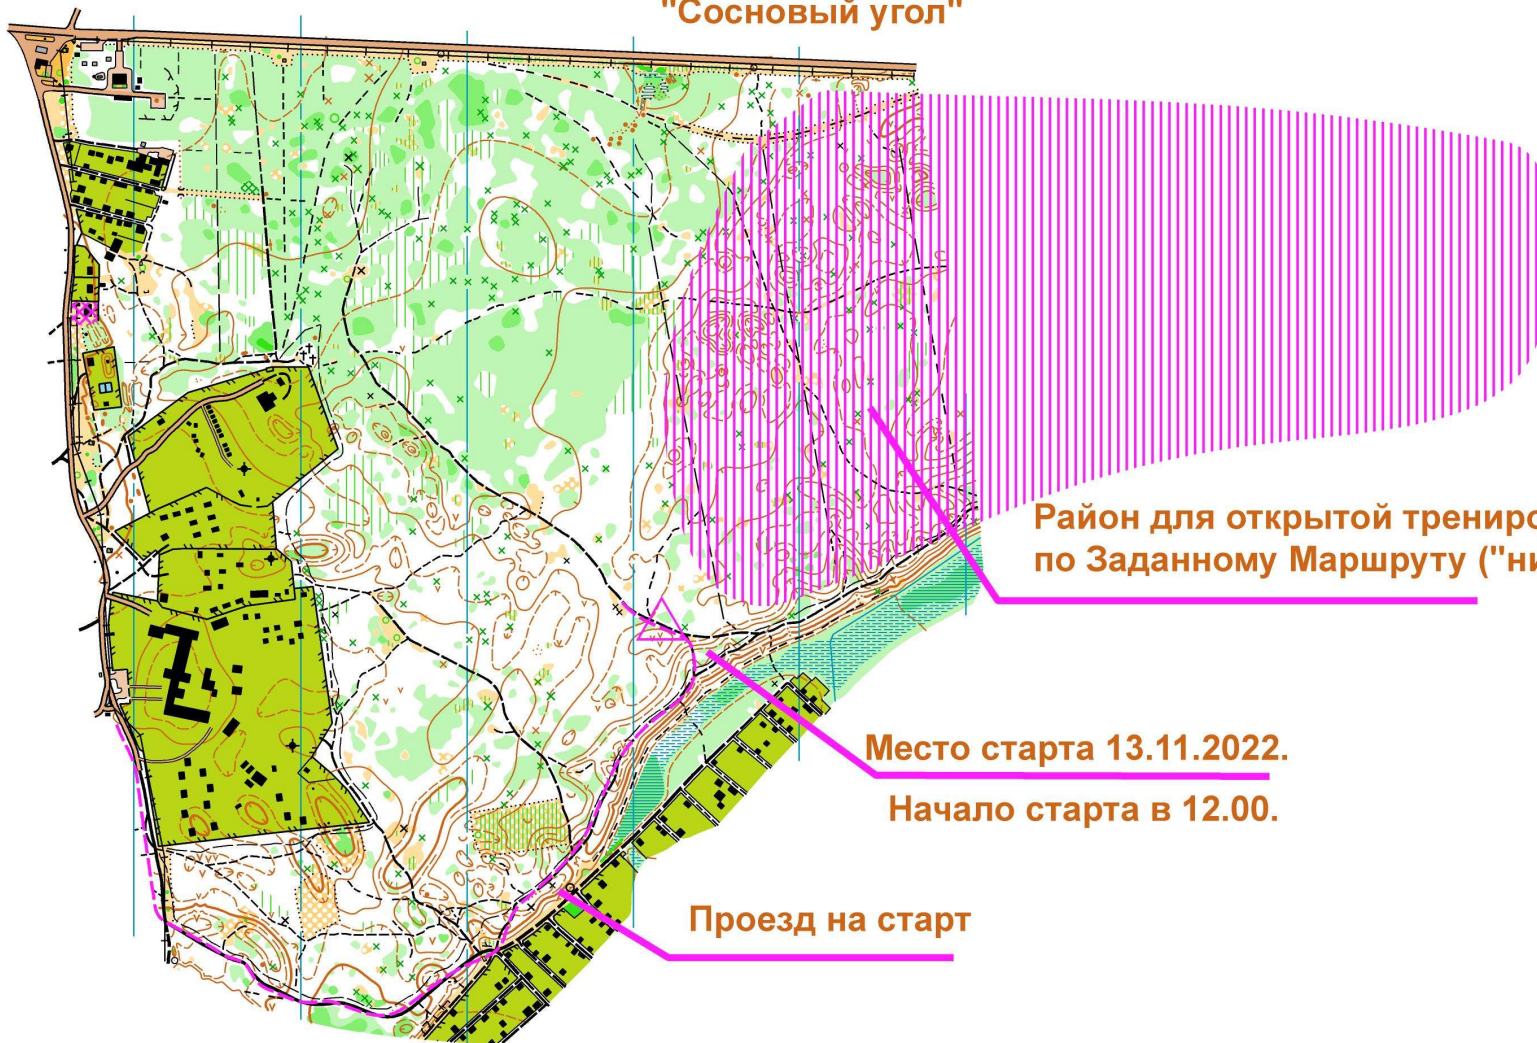 "Сосновый угол"
Район для открытой трениро
по Заданному Маршруту ("ни
Место старта 13.11.2022.
Начало старта в 12.00.
Проезд на старт